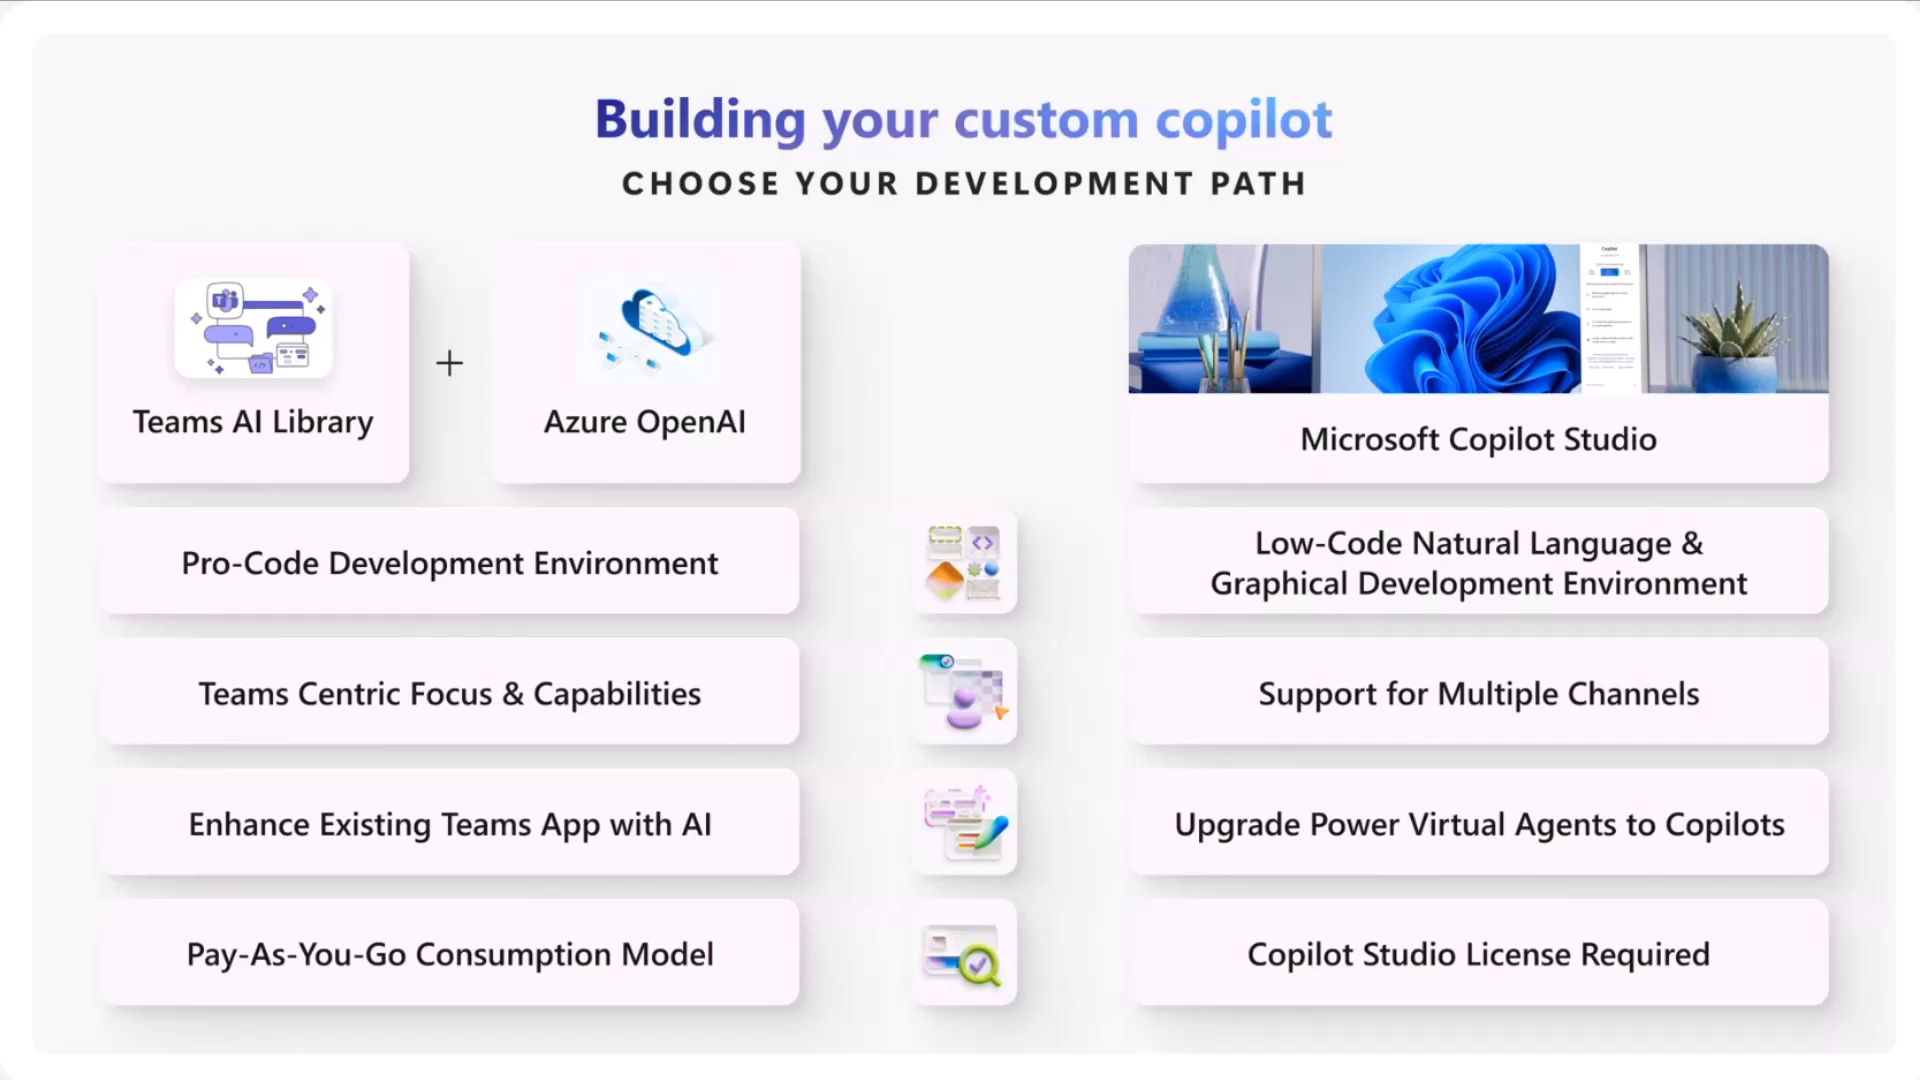 Building your custom copilot
CHOOSE YOUR DEVELOPMENT PATH
Teams AI Library
+
Azure OpenAI
Microsoft Copilot Studio
Pro-Code Development Environment
Low-Code Natural Language &
Graphical Development Environment
Teams Centric Focus & Capabilities
Support for Multiple Channels
Enhance Existing Teams App with AI
Upgrade Power Virtual Agents to Copilots
Pay-As-You-Go Consumption Model
Copilot Studio License Required